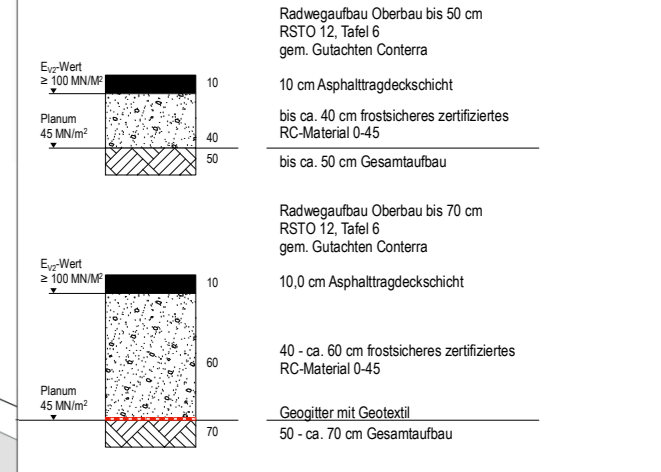 Radwegaufbau Oberbau bis 50 cm
RSTO 12, Tafel 6
gem. Gutachten Conterra
EV2-Wert
≥ 100 MN/M²
10
10 cm Asphalttragdeckschicht
Planum
45 MN/m²
40
bis ca. 40 cm frostsicheres zertifiziertes
RC-Material 0-45
50
bis ca. 50 cm Gesamtaufbau
Radwegaufbau Oberbau bis 70 cm
RSTO 12, Tafel 6
gem. Gutachten Conterra
EV2-Wert
≥ 100 MN/M²
10
10,0 cm Asphalttragdeckschicht
60
40 - ca. 60 cm frostsicheres zertifiziertes
RC-Material 0-45
Planum
45 MN/m²
Geogitter mit Geotextil
70
50 - ca. 70 cm Gesamtaufbau